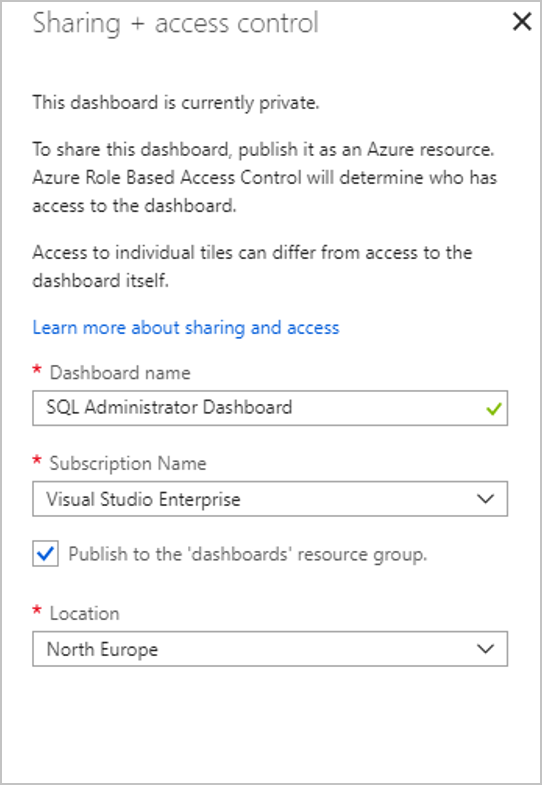 Sharing + access control
This dashboard is currently private.
To share this dashboard, publish it as an Azure resource.
Azure Role Based Access Control will determine who has
access to the dashboard.
Access to individual tiles can differ from access to the
dashboard itself.
Learn more about sharing and access
* Dashboard name
SQL Administrator Dashboard
* Subscription Name
Visual Studio Enterprise
Publish to the 'dashboards' resource group.
* Location
North Europe